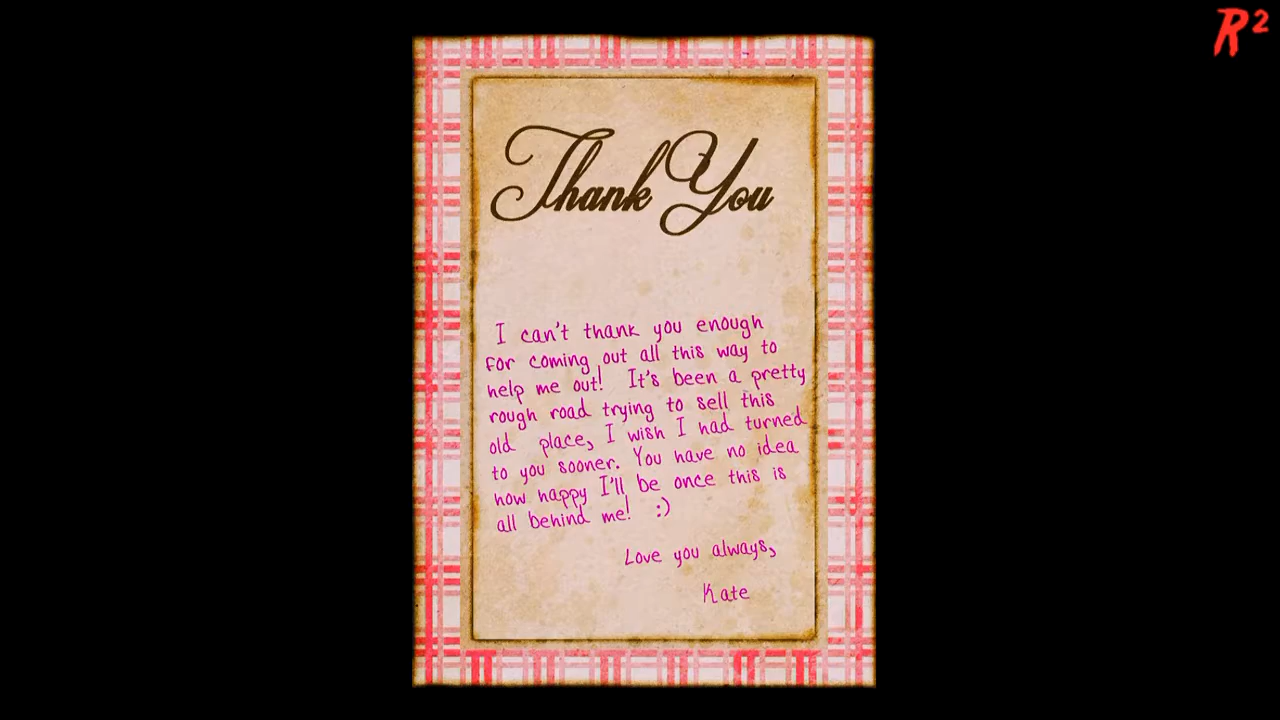 R²
Thank You
I can't thank you enough
for coming out all this way to
help me out! It's been a pretty
rough road trying to sell this
old place, I wish I had turned
to you sooner. You have no idea
how happy I'll be once this is
all behind me! :)
Love you always,
Kate